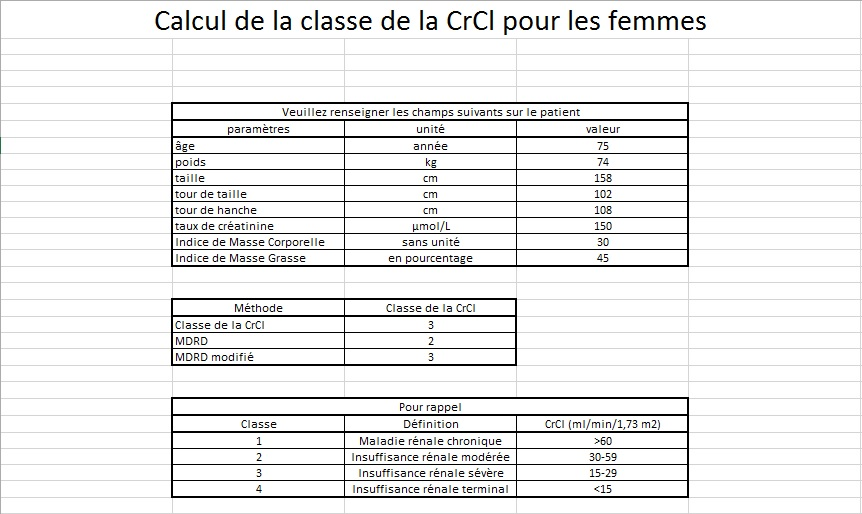 Calcul de la classe de la CrCl pour les femmes
Veuillez renseigner les champs suivants sur le patient
paramètres unité valeur
âge année 75
poids kg 74
taille cm 158
tour de taille cm 102
tour de hanche cm 108
taux de créatinine µmol/L 150
Indice de Masse Corporelle sans unité 30
Indice de Masse Grasse en pourcentage 45
Méthode Classe de la CrCl
Classe de la CrCl 3
MDRD 2
MDRD modifié 3
Pour rappel
Classe Définition CrCl (ml/min/1,73 m2)
1 Maladie rénale chronique >60
2 Insuffisance rénale modérée 30-59
3 Insuffisance rénale sévère 15-29
4 Insuffisance rénale terminal <15